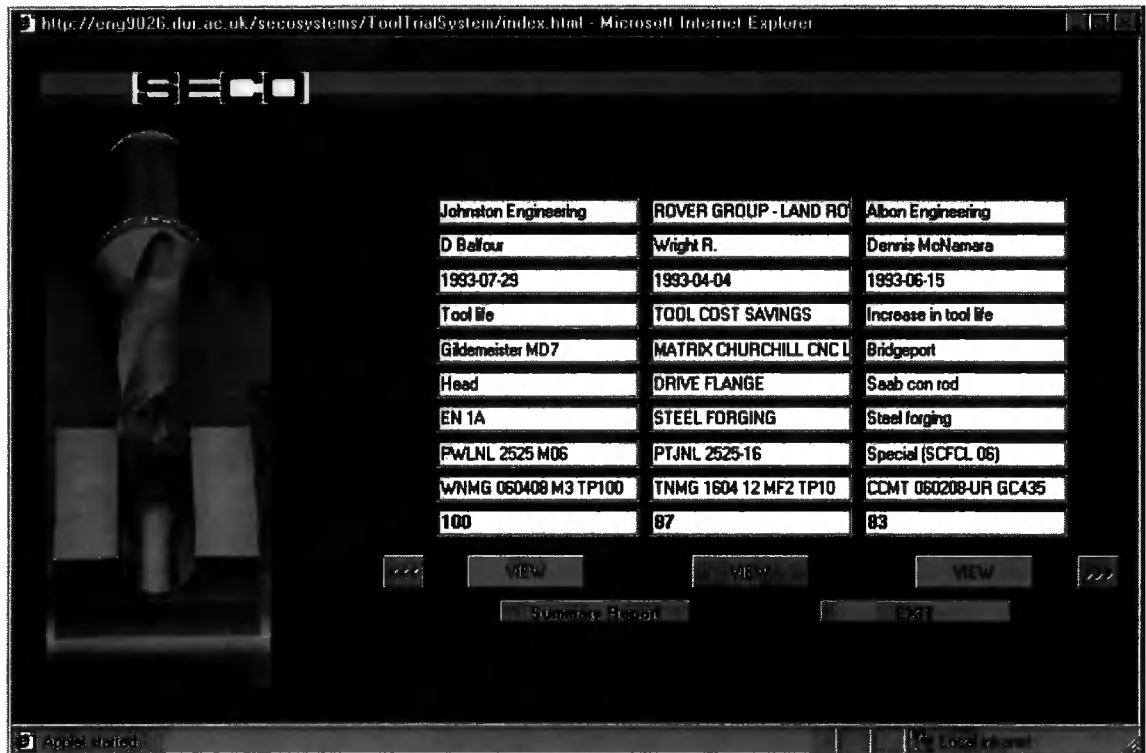 http://eng9026.dur.ac.uk/secosystems/ToolTrialSystem/index.html - Microsoft Internet Explorer
Johnston Engineering ROVER GROUP - LAND RO Albon Engineering
D Balfour Wright R. Dennis McNamara
1993-07-29 1993-04-04 1993-06-15
Tool life TOOL COST SAVINGS Increase in tool life
Gildemeister MD7 MATRIX CHURCHILL CNC L Bridgeport
Head DRIVE FLANGE Saab con rod
EN 1A STEEL FORGING Steel forging
PWLNL 2525 M06 PTJNL 2525-16 Special (SCFCL 06)
WNMG 060408 M3 TP100 TNMG 1604 12 MF2 TP10 CCMT 060208-UR GC435
100 87 83
<<< VIEW VIEW VIEW >>>
Summary Report EXIT
Applet started Local intranet